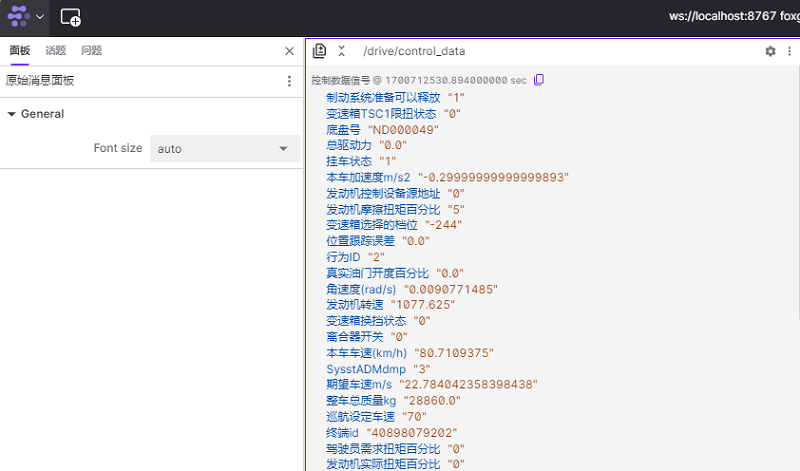 ws://localhost:8767 foxg
面板 话题 问题
/drive/control_data
原始消息面板
General
Font size auto
控制数据信号 @ 1700712530.894000000 sec
制动系统准备可以释放 "1"
变速箱TSC1限扭状态 "0"
底盘号 "ND000049"
总驱动力 "0.0"
挂车状态 "1"
本车加速度m/s2 "-0.29999999999999893"
发动机控制设备源地址 "0"
发动机摩擦扭矩百分比 "5"
变速箱选择的档位 "-244"
位置跟踪误差 "0.0"
行为ID "2"
真实油门开度百分比 "0.0"
角速度(rad/s) "0.0090771485"
发动机转速 "1077.625"
变速箱换挡状态 "0"
离合器开关 "0"
本车车速(km/h) "80.7109375"
SysstADMdmp "3"
期望车速m/s "22.784042358398438"
整车总质量kg "28860.0"
巡航设定车速 "70"
终端id "40898079202"
驾驶员需求扭矩百分比 "0"
发动机实际扭矩百分比 "0"